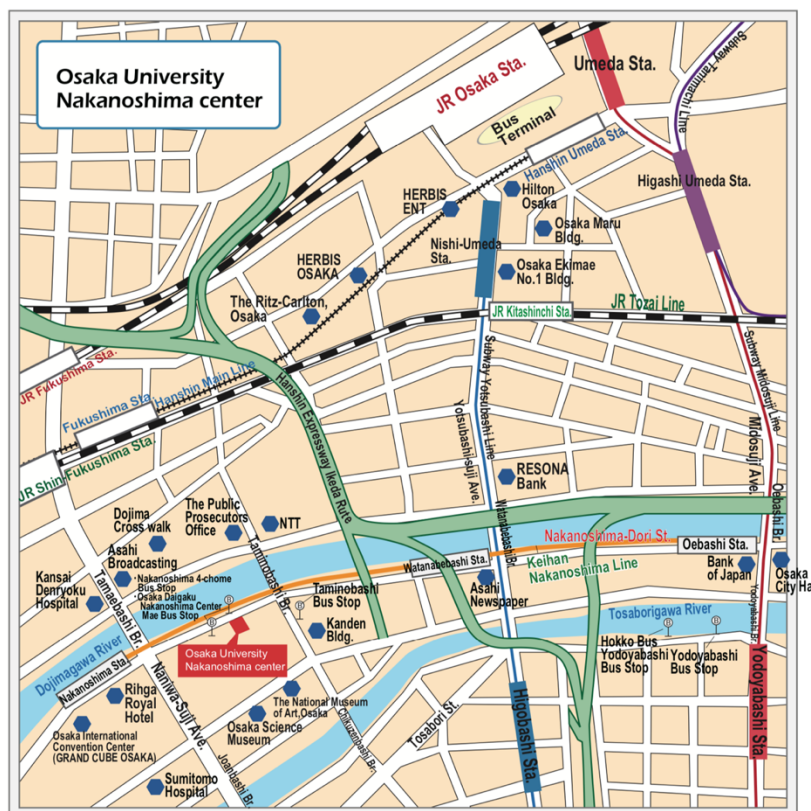 Osaka University
Nakanoshima center
JR Osaka Sta.
Umeda Sta.
Subway Tanimachi Line
Bus
Terminal
Hanshin Umeda Sta.
Higashi Umeda Sta.
HERBIS
ENT
Hilton
Osaka
Nishi-Umeda
Sta.
Osaka Maru
Bldg.
HERBIS
OSAKA
Osaka Ekimae
No.1 Bldg.
The Ritz-Carlton,
Osaka
JR Kitashinchi Sta.
JR Tozai Line
JR Fukushima Sta.
Fukushima Sta.
Hanshin Main Line
JR Shin-Fukushima Sta.
Hanshin Expressway Ikeda Rute
Subway Yotsubashi Line
Yotsubashi-suji Ave.
Subway Midosuji Line
Midosuji Ave.
RESONA
Bank
Watanabebashi Br.
Oebashi Br.
Dojima
Cross walk
The Public
Prosecutors
Office
NTT
Asahi
Broadcasting
Nakanoshima-Dori St.
Oebashi Sta.
Watanabebashi Sta.
Keihan
Nakanoshima Line
Bank
of Japan
Osaka
City Ha
Kansai
Denryoku
Hospital
Nakanoshima 4-chome
Bus Stop
Osaka Daigaku
Nakanoshima Center
Mae Bus Stop
Tamaebashi Br.
Taminobashi Br.
Taminobashi
Bus Stop
Asahi
Newspaper
Tosaborigawa River
Yodoyabashi Br.
B
B
B
B
B
Kanden
Bldg.
Osaka University
Nakanoshima center
Hokko Bus
Yodoyabashi
Bus Stop
Yodoyabashi
Bus Stop
Yodoyabashi Sta.
Dojimagawa River
Nakanoshima Sta.
Naniwa-Suji Ave.
Rihga
Royal
Hotel
The National Museum
of Art,Osaka
Osaka Science
Museum
Chikuzenbashi Br.
Tosabori St.
Higobashi Sta.
Osaka International
Convention Center
(GRAND CUBE OSAKA)
Joanbashi Br.
Sumitomo
Hospital